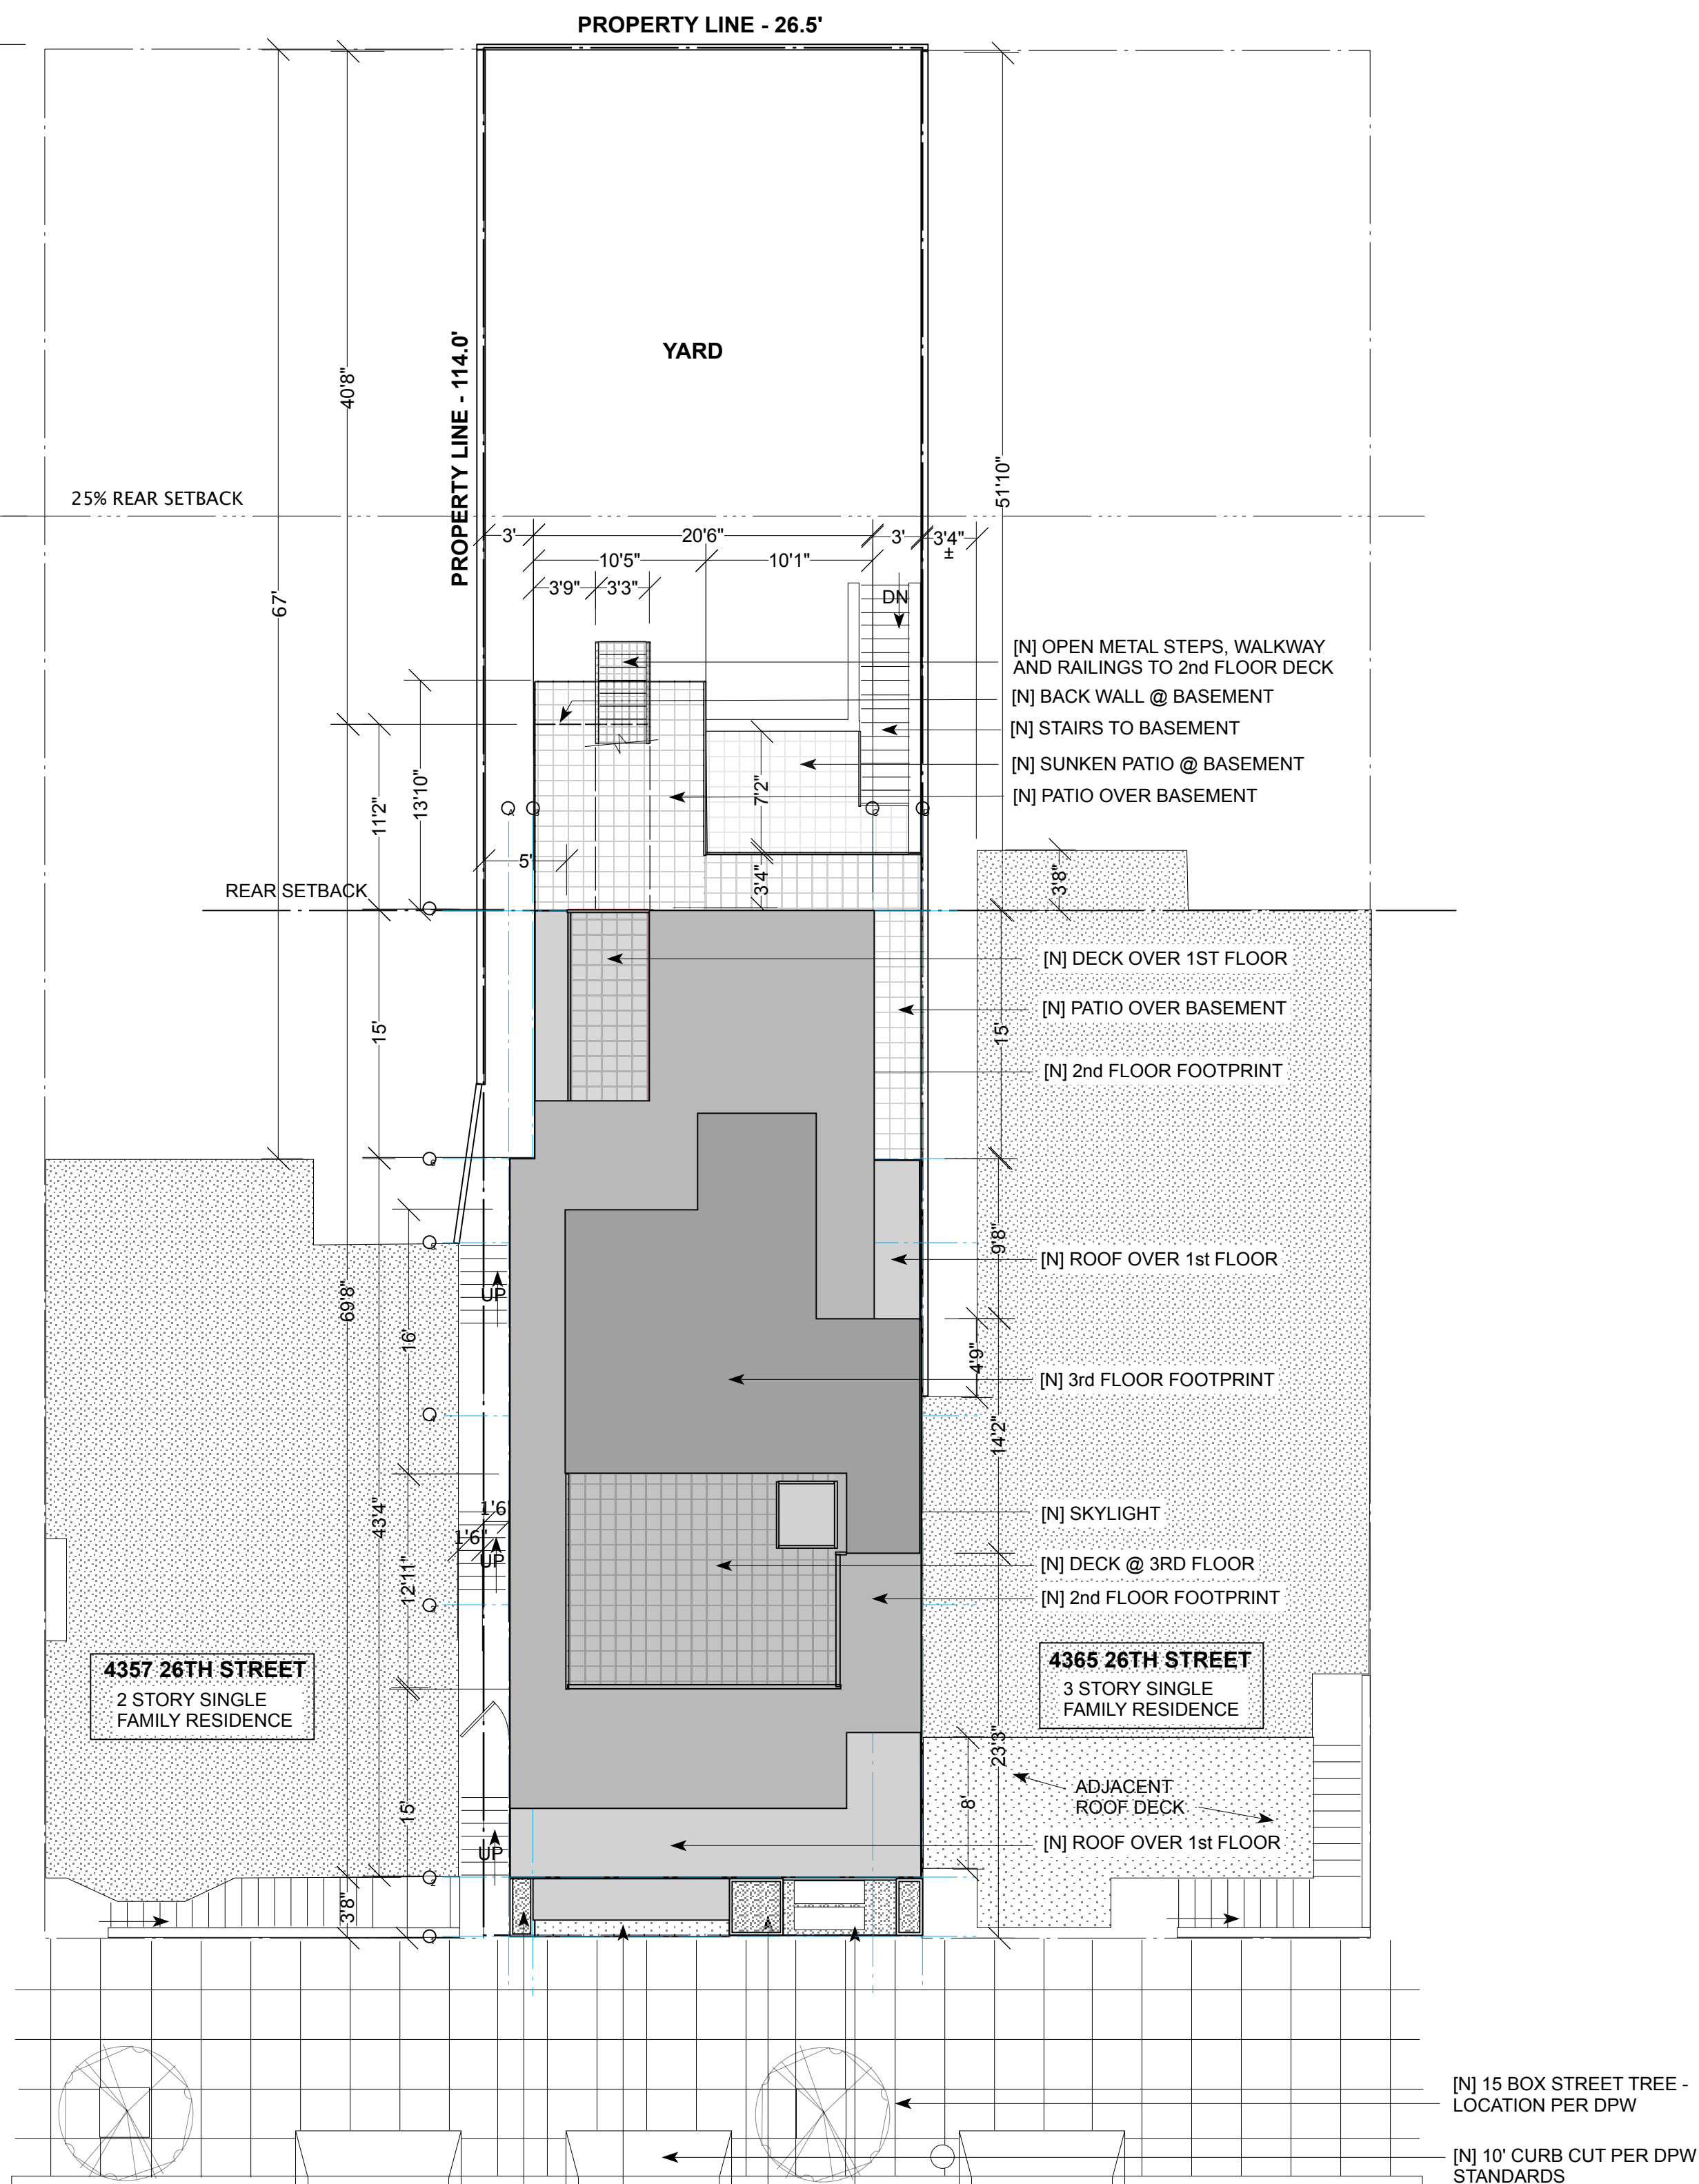 PROPERTY LINE - 26.5'
PROPERTY LINE - 114.0'
YARD
40'8"
67'
51'10"
25% REAR SETBACK
3'
20'6"
3'
3'4"
±
10'5"
10'1"
3'9"
3'3"
DN
[N] OPEN METAL STEPS, WALKWAY
AND RAILINGS TO 2nd FLOOR DECK
[N] BACK WALL @ BASEMENT
[N] STAIRS TO BASEMENT
[N] SUNKEN PATIO @ BASEMENT
[N] PATIO OVER BASEMENT
13'10"
11'2"
7'2"
5'
3'4"
3'8"
REAR SETBACK
[N] DECK OVER 1ST FLOOR
[N] PATIO OVER BASEMENT
15'
15'
[N] 2nd FLOOR FOOTPRINT
9'8"
[N] ROOF OVER 1st FLOOR
UP
69'8"
16'
4'9"
[N] 3rd FLOOR FOOTPRINT
14'2"
43'4"
1'6"
1'6"
UP
[N] SKYLIGHT
12'11"
[N] DECK @ 3RD FLOOR
[N] 2nd FLOOR FOOTPRINT
4357 26TH STREET
2 STORY SINGLE
FAMILY RESIDENCE
4365 26TH STREET
3 STORY SINGLE
FAMILY RESIDENCE
23'3"
ADJACENT
ROOF DECK
8'
15'
UP
[N] ROOF OVER 1st FLOOR
3'8"
[N] 15 BOX STREET TREE -
LOCATION PER DPW
[N] 10' CURB CUT PER DPW
STANDARDS